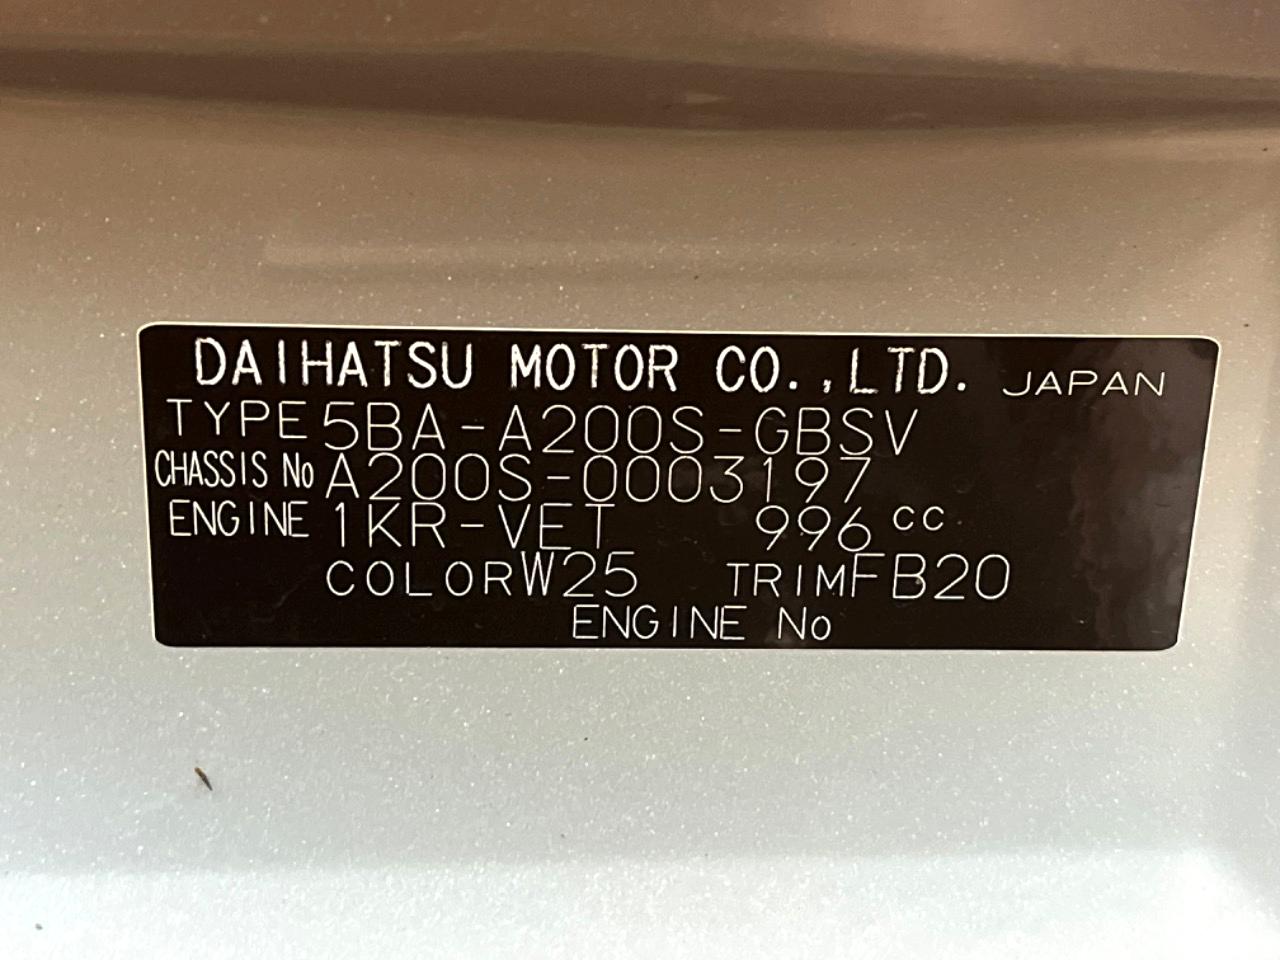 DAIHATSU MOTOR CO.,LTD. JAPAN
TYPE 5BA-A200S-GBSV
CHASSIS No A200S-0003197
ENGINE 1KR-VET 996 cc
COLOR W25 TRIM FB20
ENGINE No